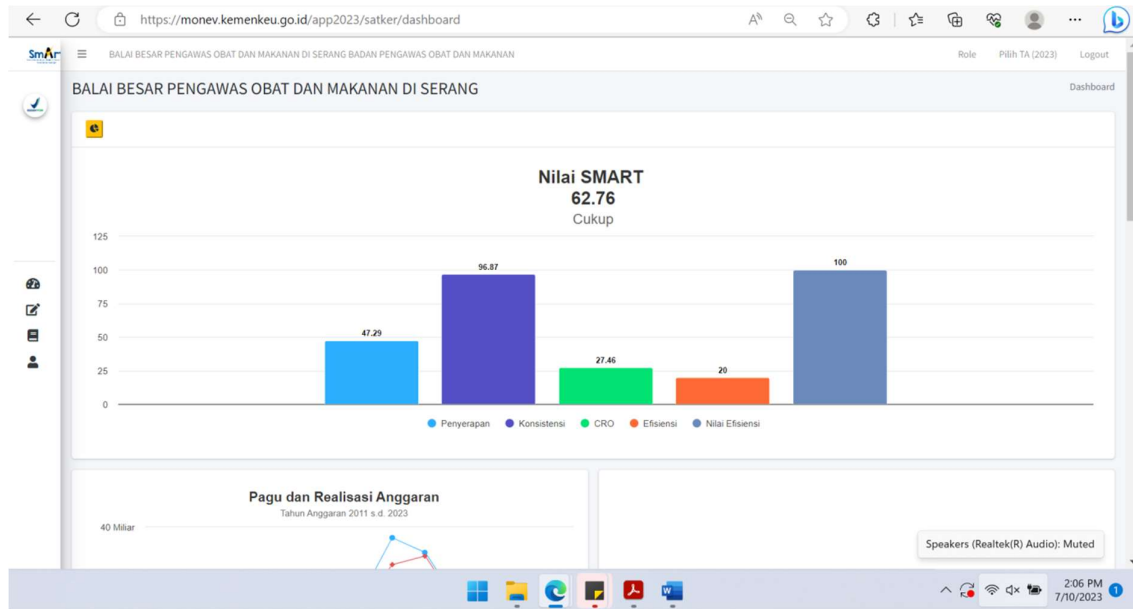 https://monev.kemenkeu.go.id/app2023/satker/dashboard
SmArt
BALAI BESAR PENGAWAS OBAT DAN MAKANAN DI SERANG BADAN PENGAWAS OBAT DAN MAKANAN
Role Pilih TA (2023) Logout
BALAI BESAR PENGAWAS OBAT DAN MAKANAN DI SERANG
Dashboard
Nilai SMART
62.76
Cukup
125
100
75
50
25
0
47.29
96.87
27.46
20
100
Penyerapan Konsistensi CRO Efisiensi Nilai Efisiensi
Pagu dan Realisasi Anggaran
Tahun Anggaran 2011 s.d. 2023
40 Miliar
Speakers (Realtek(R) Audio): Muted
2:06 PM
7/10/2023
1